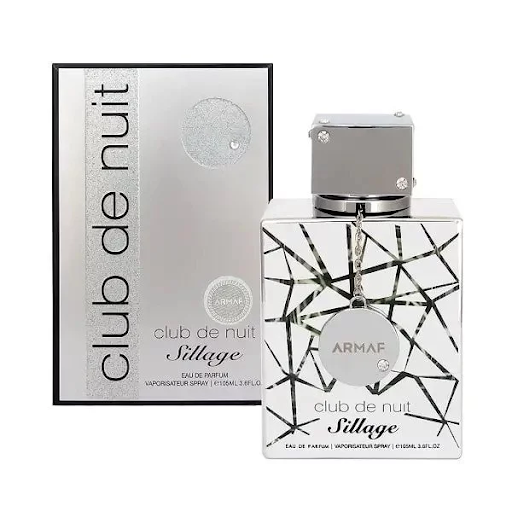 club de nuit
ARMAF
club de nuit
Sillage
EAU DE PARFUM
VAPORISATEUR SPRAY | ℮105ML 3.6FL.O
ARMAF
club de nuit
Sillage
EAU DE PARFUM | VAPORISATEUR SPRAY | ℮105ML 3.6FL.OZ